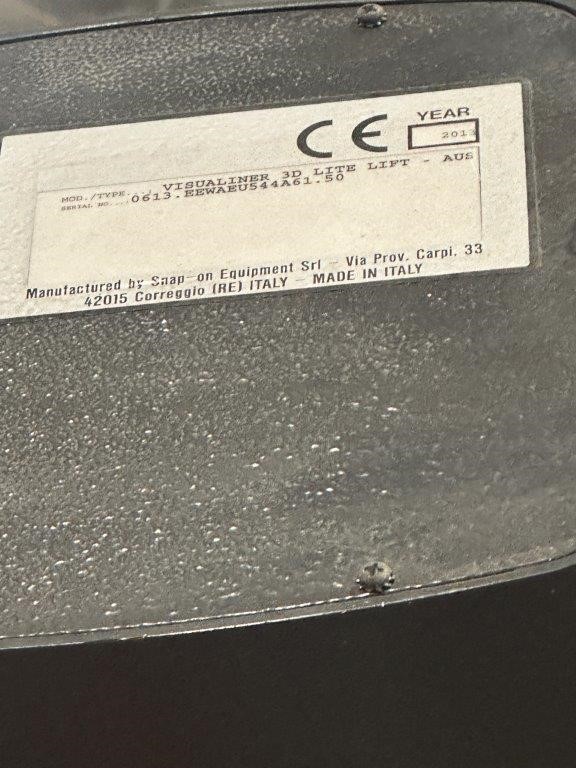 CE
YEAR
2013
MOD./TYPE...: VISUALINER 3D LITE LIFT - AUS
SERIAL NO...: 0613.EEWAEU544A61.50
Manufactured by Snap-on Equipment Srl - Via Prov. Carpi, 33
42015 Correggio (RE) ITALY - MADE IN ITALY